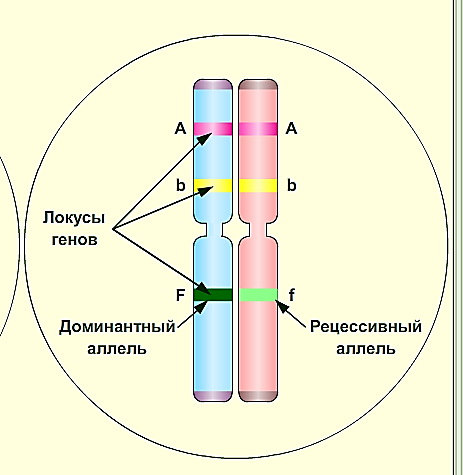 A A
b b
Локусы
генов
F f
Доминантный
аллель
Рецессивный
аллель